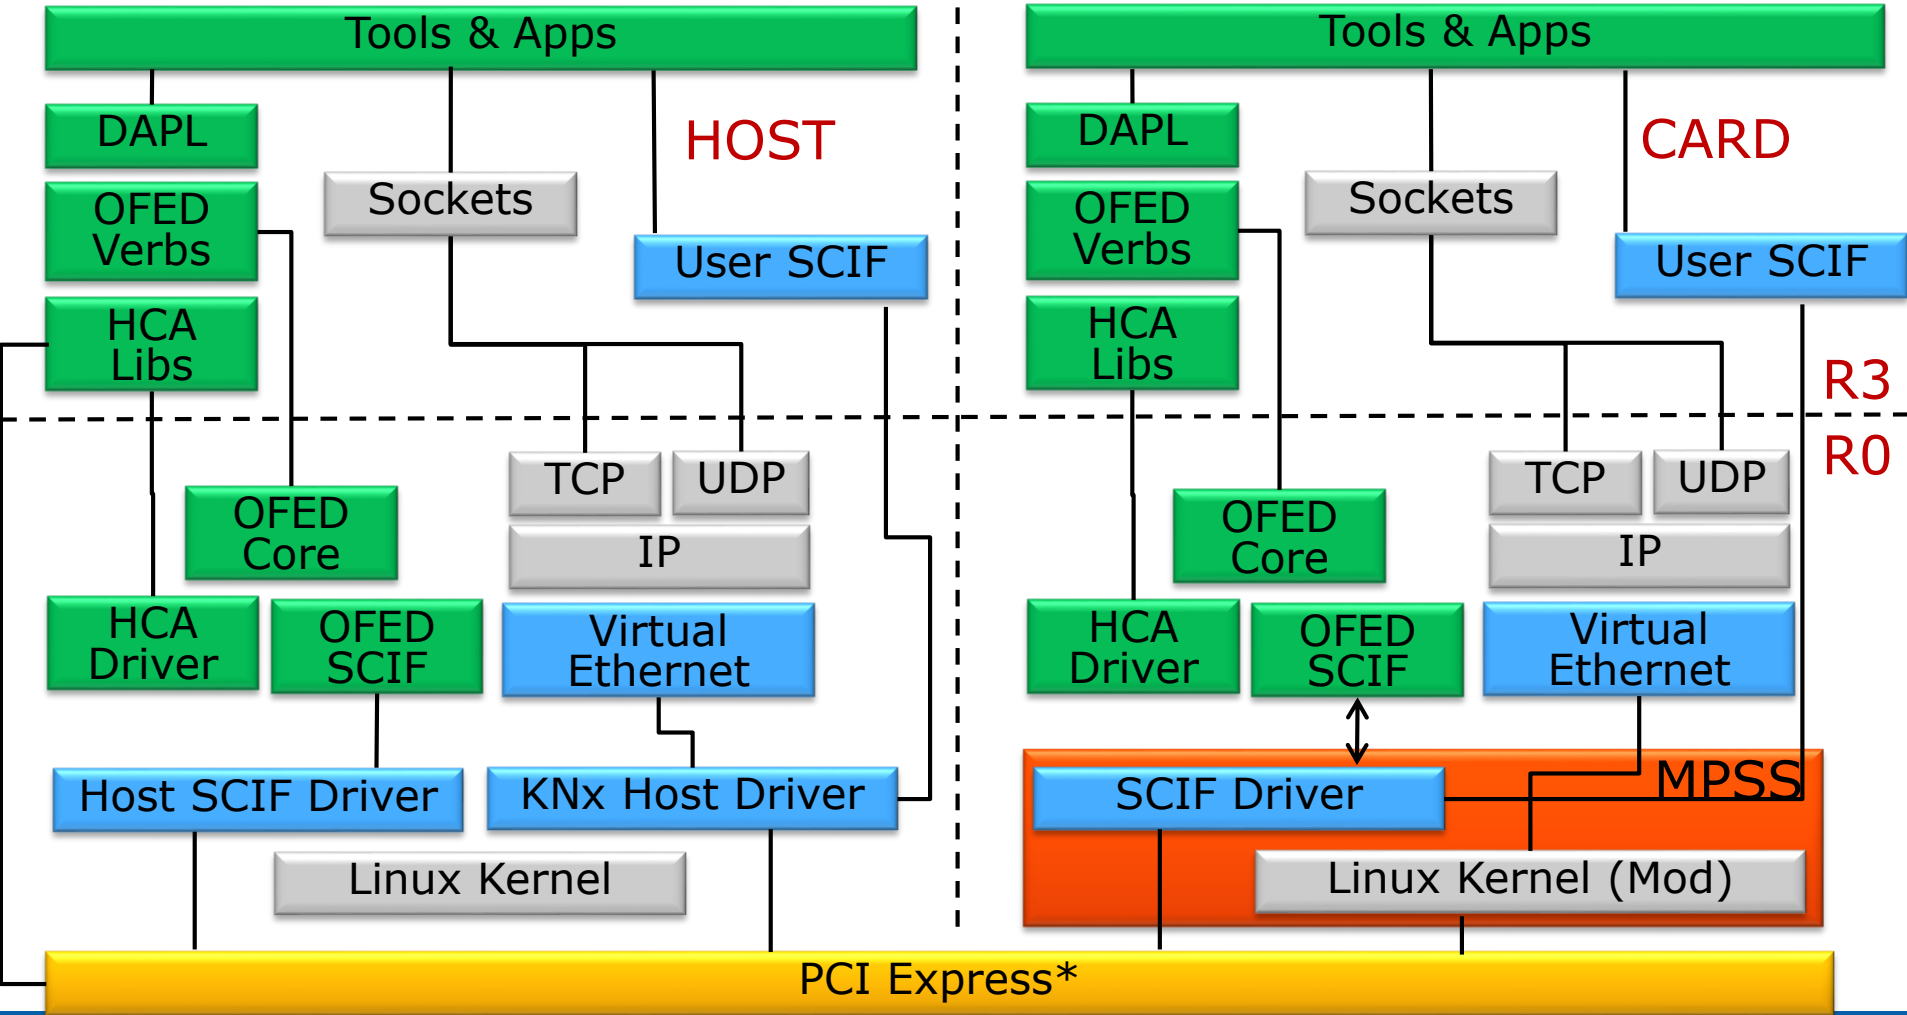 Tools & Apps
DAPL
HOST
OFED
Verbs
Sockets
User SCIF
HCA
Libs
TCP
UDP
OFED
Core
IP
HCA
Driver
OFED
SCIF
Virtual
Ethernet
Host SCIF Driver
KNx Host Driver
Linux Kernel
Tools & Apps
DAPL
CARD
OFED
Verbs
Sockets
User SCIF
HCA
Libs
R3
R0
TCP
UDP
OFED
Core
IP
HCA
Driver
OFED
SCIF
Virtual
Ethernet
MPSS
SCIF Driver
Linux Kernel (Mod)
PCI Express*